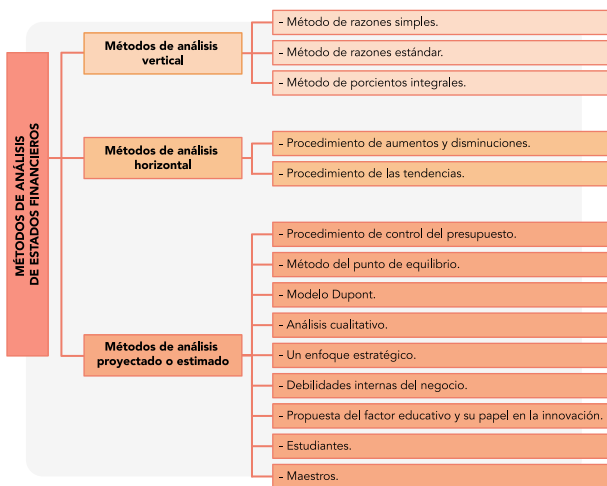 MÉTODOS DE ANÁLISIS
DE ESTADOS FINANCIEROS
Métodos de análisis
vertical
- Método de razones simples.
- Método de razones estándar.
- Método de porcientos integrales.
Métodos de análisis
horizontal
- Procedimiento de aumentos y disminuciones.
- Procedimiento de las tendencias.
Métodos de análisis
proyectado o estimado
- Procedimiento de control del presupuesto.
- Método del punto de equilibrio.
- Modelo Dupont.
- Análisis cualitativo.
- Un enfoque estratégico.
- Debilidades internas del negocio.
- Propuesta del factor educativo y su papel en la innovación.
- Estudiantes.
- Maestros.